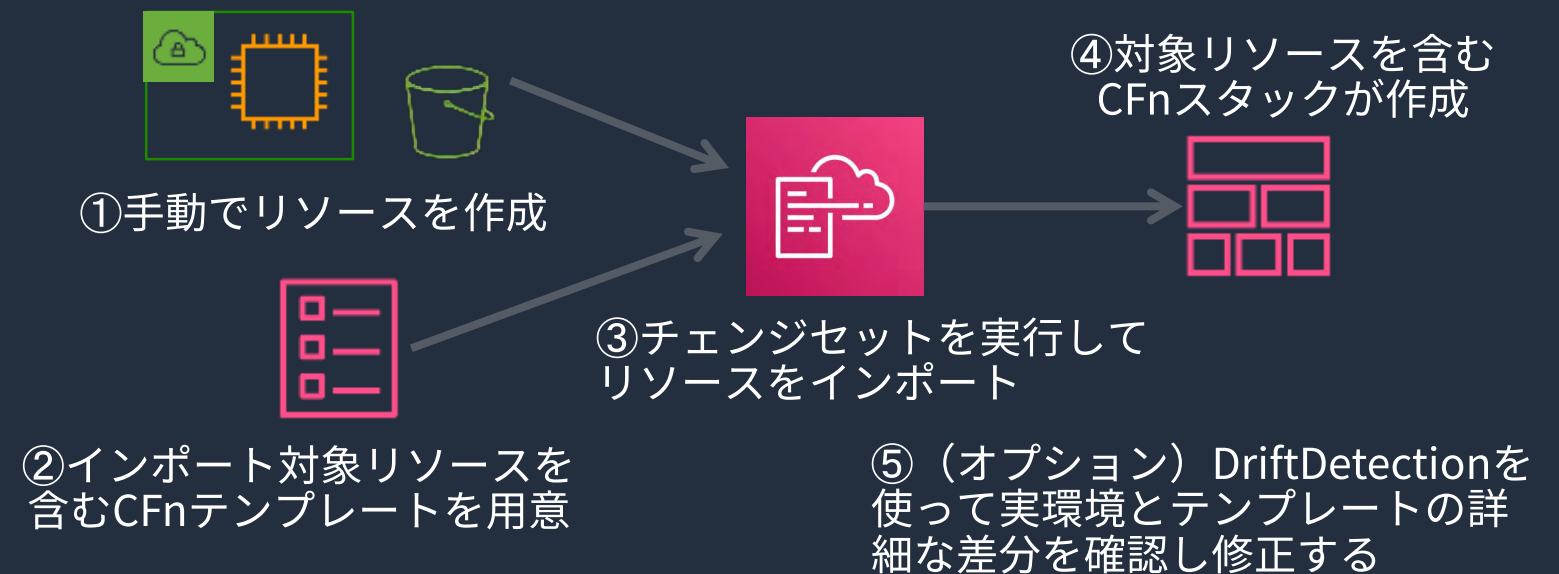 ①手動でリソースを作成
②インポート対象リソースを
含むCFnテンプレートを用意
③チェンジセットを実行して
リソースをインポート
④対象リソースを含む
CFnスタックが作成
⑤（オプション）DriftDetectionを
使って実環境とテンプレートの詳
細な差分を確認し修正する